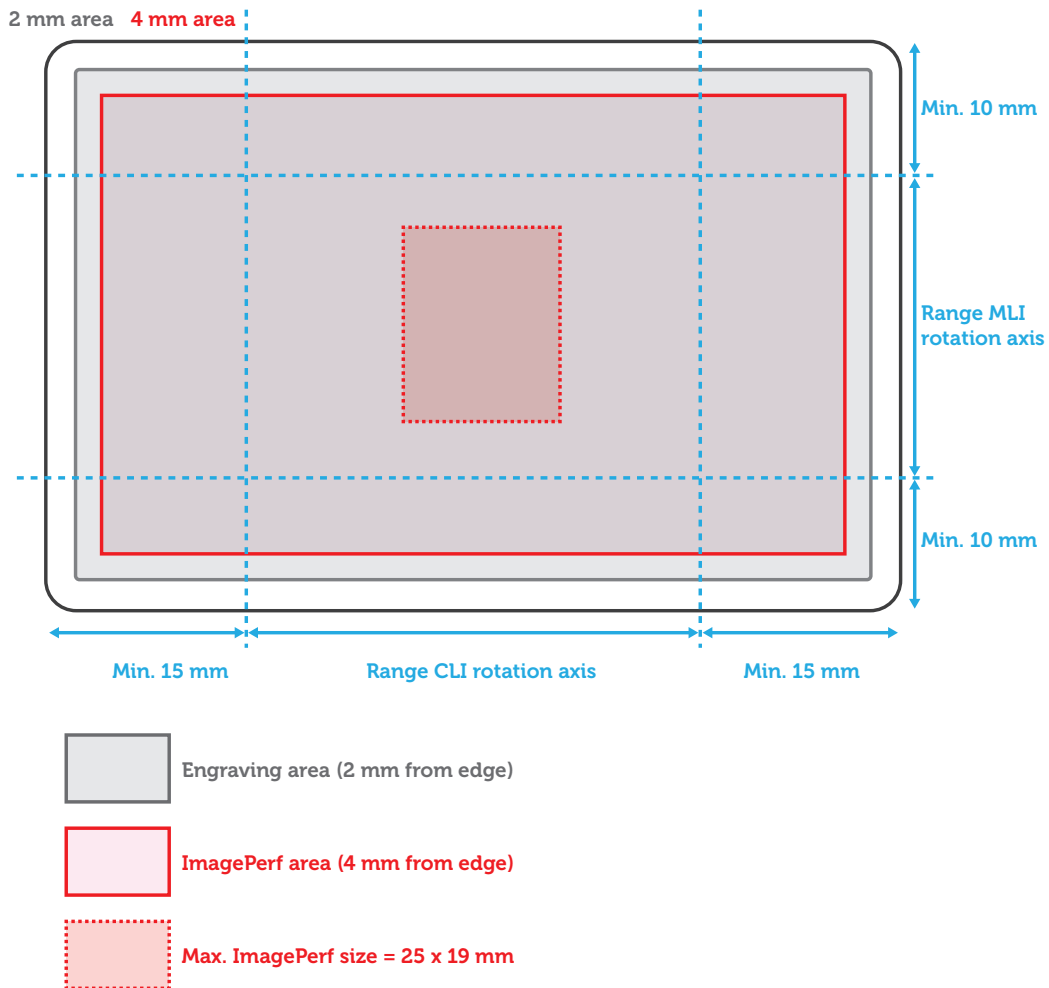 2 mm area 4 mm area
Min. 10 mm
Range MLI
rotation axis
Min. 10 mm
Min. 15 mm
Range CLI rotation axis
Min. 15 mm
Engraving area (2 mm from edge)
ImagePerf area (4 mm from edge)
Max. ImagePerf size = 25 x 19 mm